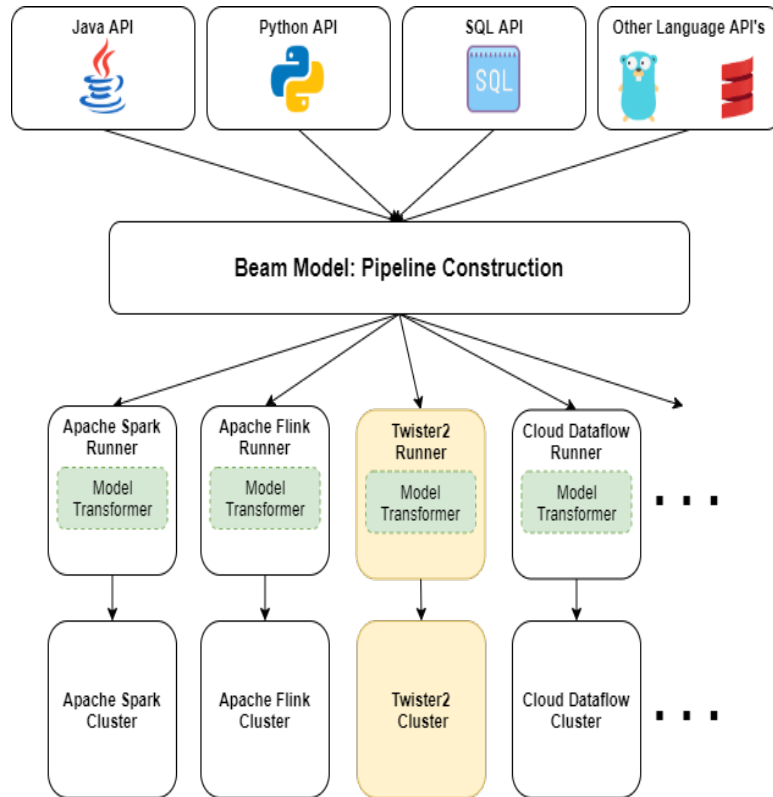 Java API
Python API
SQL API
Other Language API's
SQL
Beam Model: Pipeline Construction
Apache Spark
Runner
Model
Transformer
Apache Flink
Runner
Model
Transformer
Twister2
Runner
Model
Transformer
Cloud Dataflow
Runner
Model
Transformer
Apache Spark
Cluster
Apache Flink
Cluster
Twister2
Cluster
Cloud Dataflow
Cluster